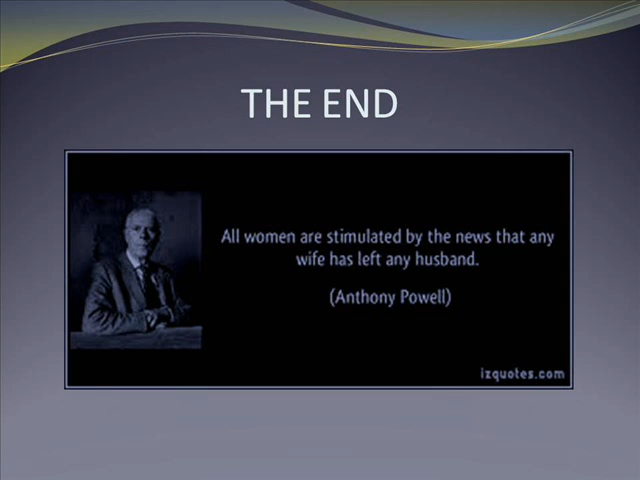 THE END
All women are stimulated by the news that any
wife has left any husband.
(Anthony Powell)
izquotes.com